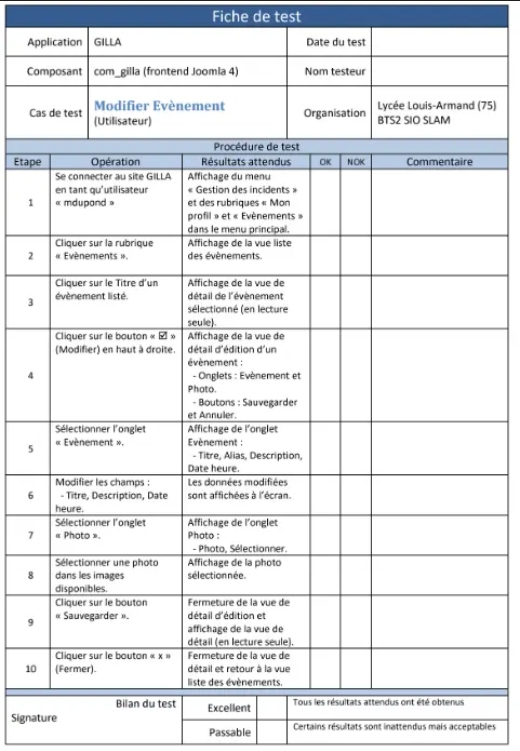 Fiche de test
Application GILLA Date du test
Composant com_gilla (frontend Joomla 4) Nom testeur
Cas de test Modifier Evènement
(Utilisateur)
Organisation Lycée Louis-Armand (75)
BTS2 SIO SLAM
Procédure de test
Etape Opération Résultats attendus OK NOK Commentaire
1
Se connecter au site GILLA
en tant qu’utilisateur
« mdupond »
Affichage du menu
« Gestion des incidents »
et des rubriques « Mon
profil » et « Evènements »
dans le menu principal.
2
Cliquer sur la rubrique
« Evènements ».
Affichage de la vue liste
des évènements.
3
Cliquer sur le Titre d’un
évènement listé.
Affichage de la vue de
détail de l’évènement
sélectionné (en lecture
seule).
4
Cliquer sur le bouton « ☑ »
(Modifier) en haut à droite.
Affichage de la vue de
détail d’édition d’un
évènement :
- Onglets : Evènement et
Photo.
- Boutons : Sauvegarder
et Annuler.
5
Sélectionner l’onglet
« Evènement ».
Affichage de l’onglet
Evènement :
- Titre, Alias, Description,
Date heure.
6
Modifier les champs :
- Titre, Description, Date
heure.
Les données modifiées
sont affichées à l’écran.
7
Sélectionner l’onglet
« Photo ».
Affichage de l’onglet
Photo :
- Photo, Sélectionner.
8
Sélectionner une photo
dans les images
disponibles.
Affichage de la photo
sélectionnée.
9
Cliquer sur le bouton
« Sauvegarder ».
Fermeture de la vue de
détail d’édition et
affichage de la vue de
détail (en lecture seule).
10
Cliquer sur le bouton « x »
(Fermer).
Fermeture de la vue de
détail et retour à la vue
liste des évènements.
Bilan du test
Signature
Excellent Tous les résultats attendus ont été obtenus
Passable Certains résultats sont inattendus mais acceptables